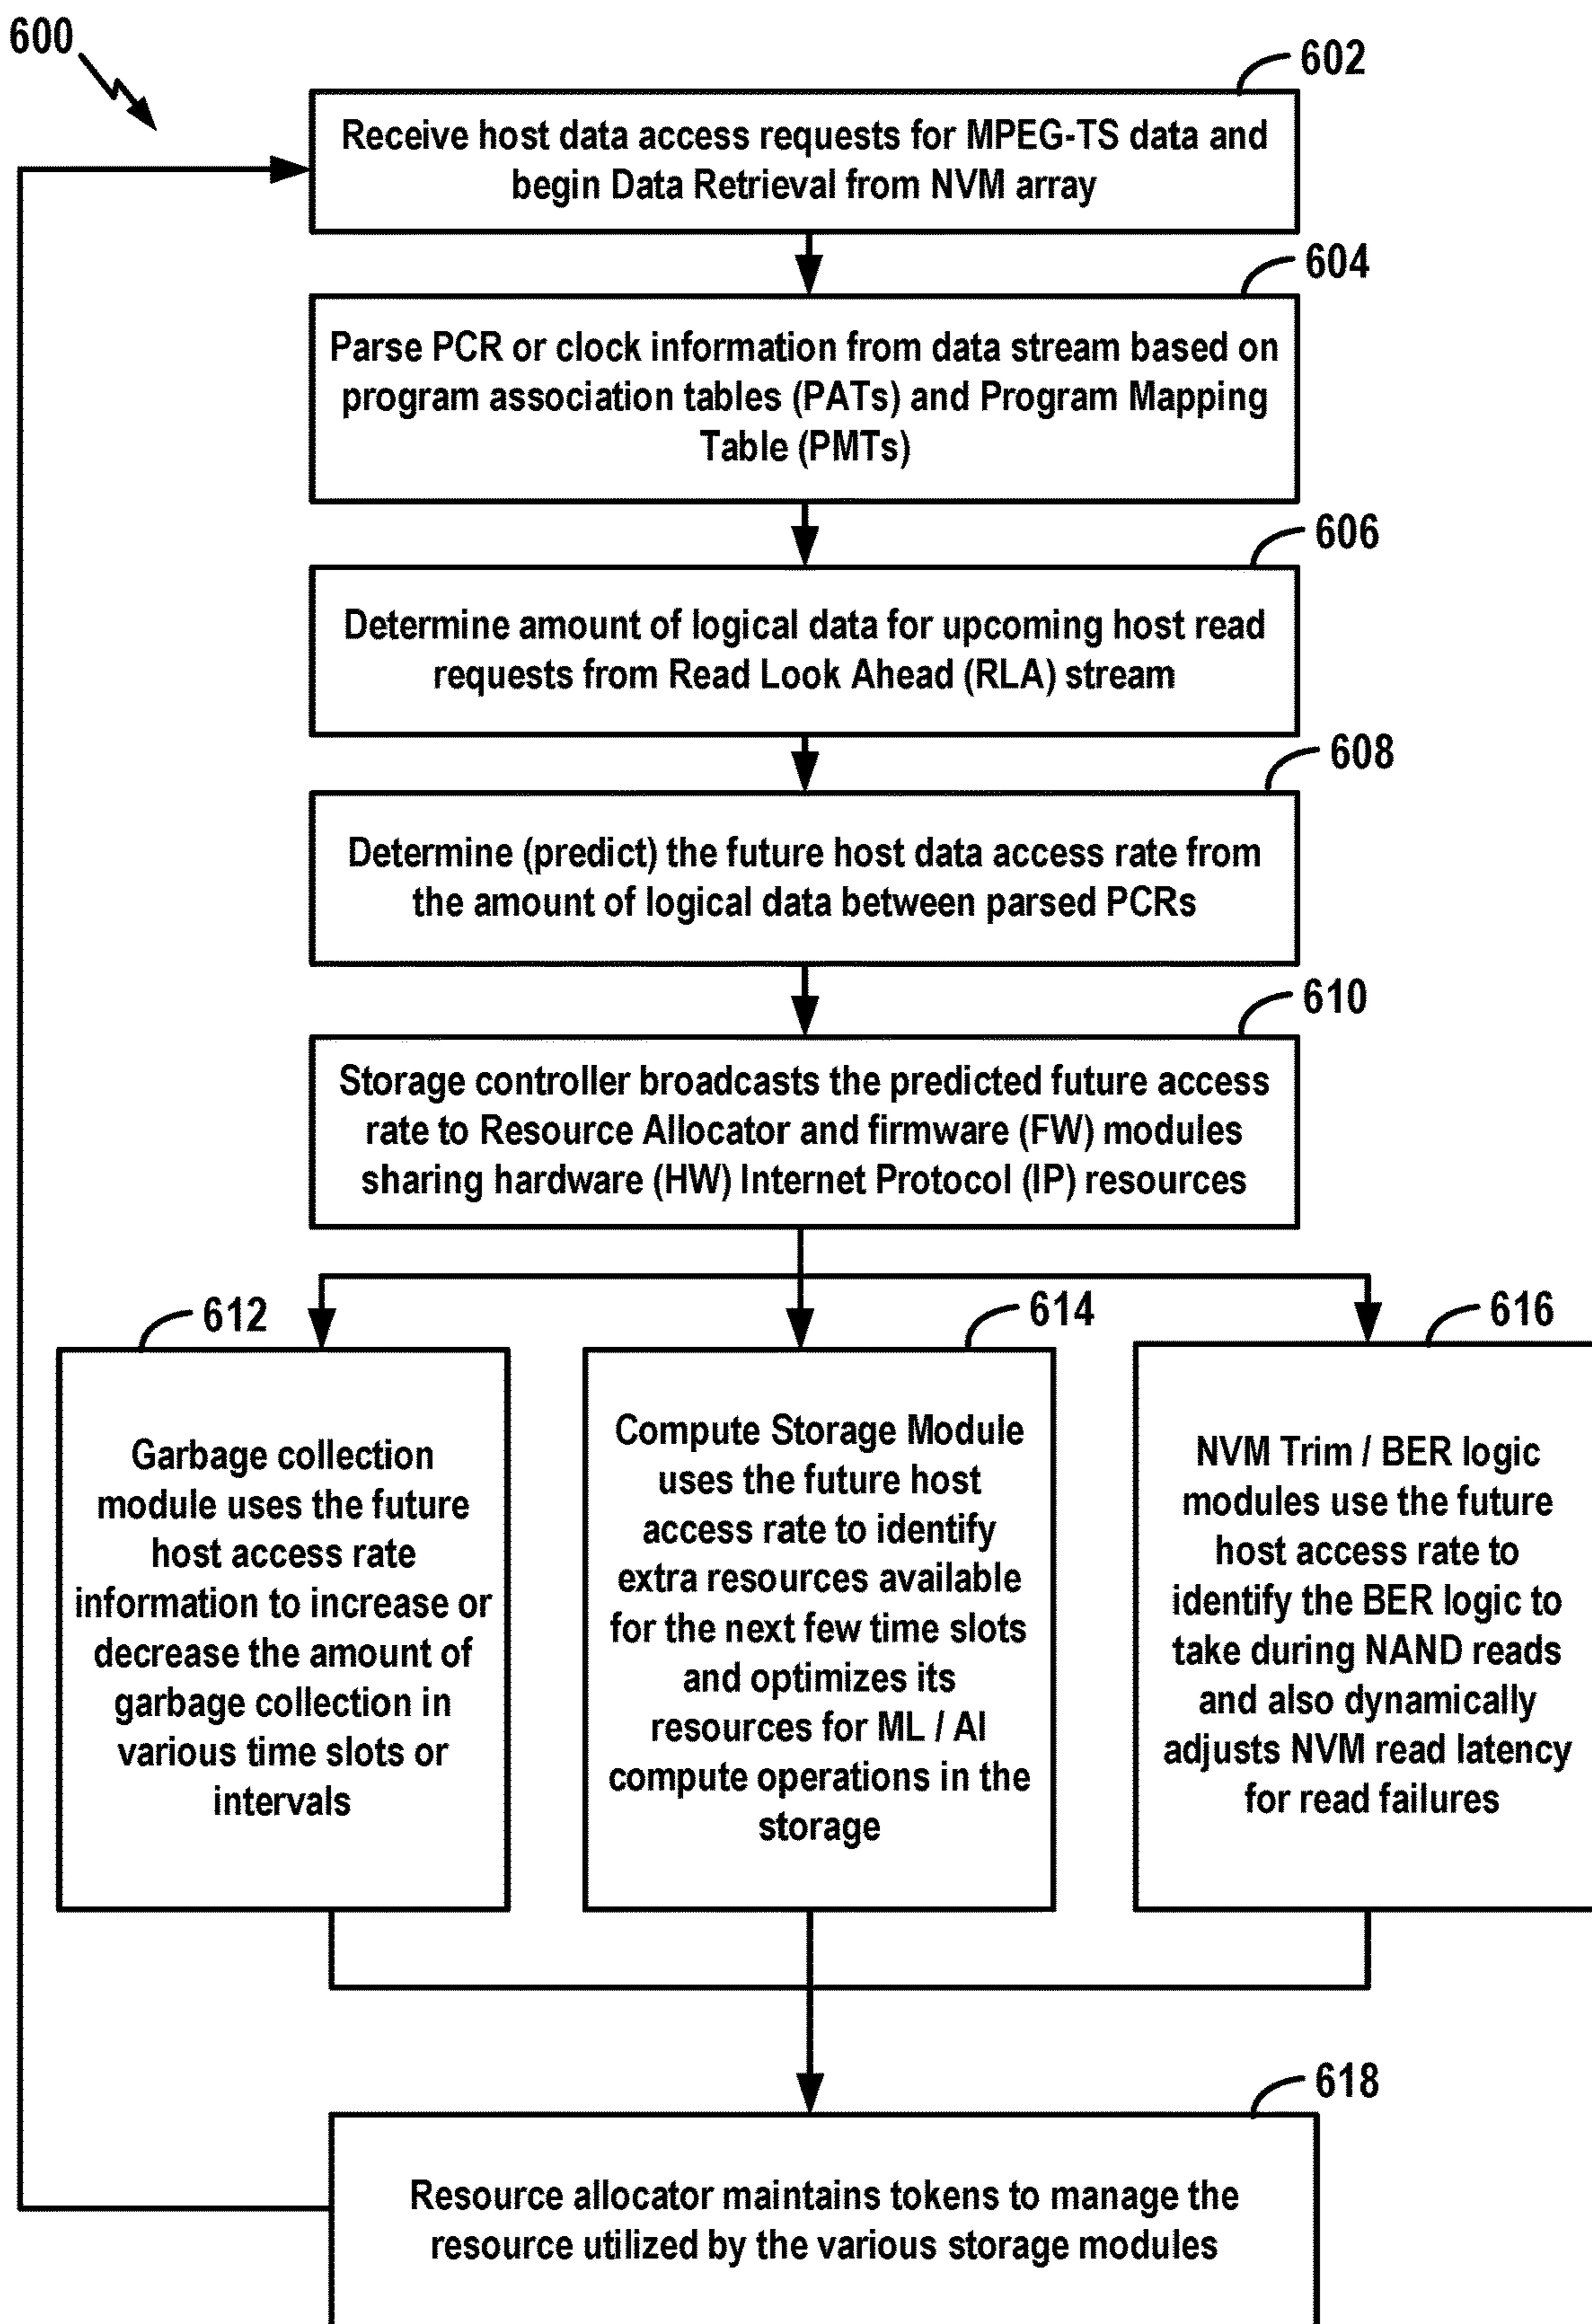 600
602
Receive host data access requests for MPEG-TS data and
begin Data Retrieval from NVM array
604
Parse PCR or clock information from data stream based on
program association tables (PATs) and Program Mapping
Table (PMTs)
606
Determine amount of logical data for upcoming host read
requests from Read Look Ahead (RLA) stream
608
Determine (predict) the future host data access rate from
the amount of logical data between parsed PCRs
610
Storage controller broadcasts the predicted future access
rate to Resource Allocator and firmware (FW) modules
sharing hardware (HW) Internet Protocol (IP) resources
612
Garbage collection
module uses the future
host access rate
information to increase or
decrease the amount of
garbage collection in
various time slots or
intervals
614
Compute Storage Module
uses the future host
access rate to identify
extra resources available
for the next few time slots
and optimizes its
resources for ML / AI
compute operations in the
storage
616
NVM Trim / BER logic
modules use the future
host access rate to
identify the BER logic to
take during NAND reads
and also dynamically
adjusts NVM read latency
for read failures
618
Resource allocator maintains tokens to manage the
resource utilized by the various storage modules